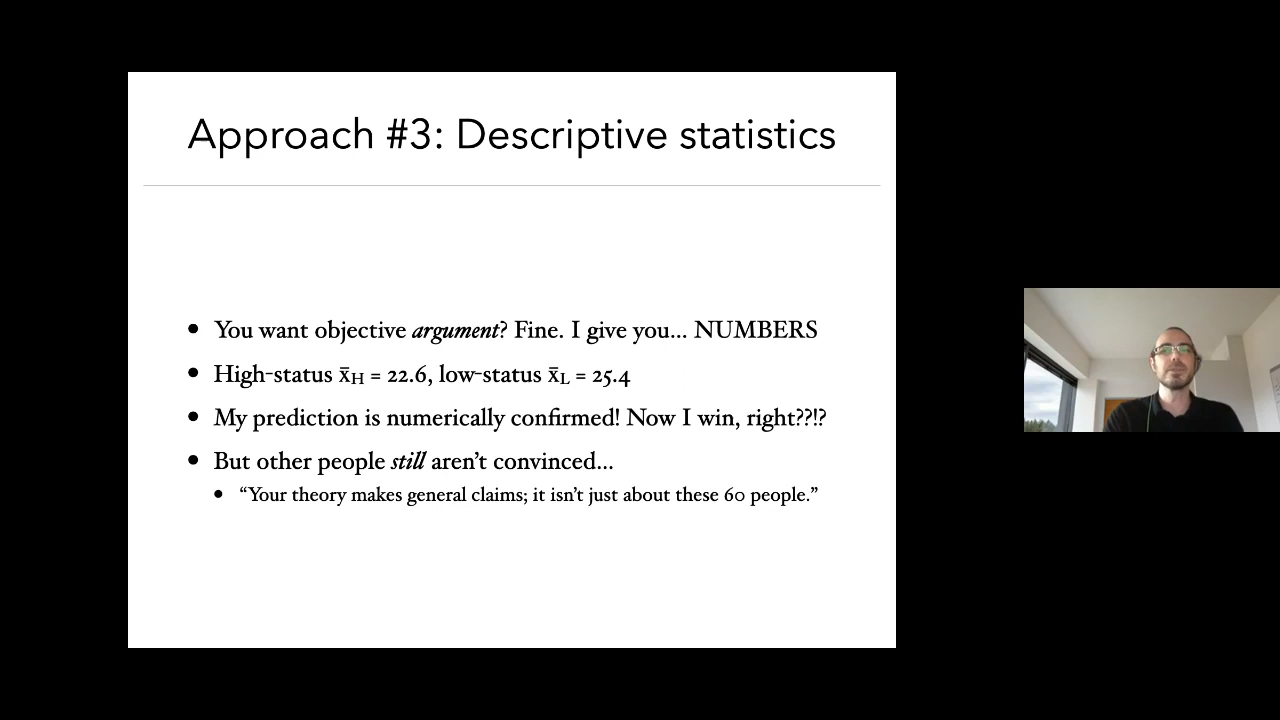 Approach #3: Descriptive statistics
• You want objective argument? Fine. I give you... NUMBERS
• High-status x̄H = 22.6, low-status x̄L = 25.4
• My prediction is numerically confirmed! Now I win, right??!?
• But other people still aren’t convinced...
• “Your theory makes general claims; it isn’t just about these 60 people.”